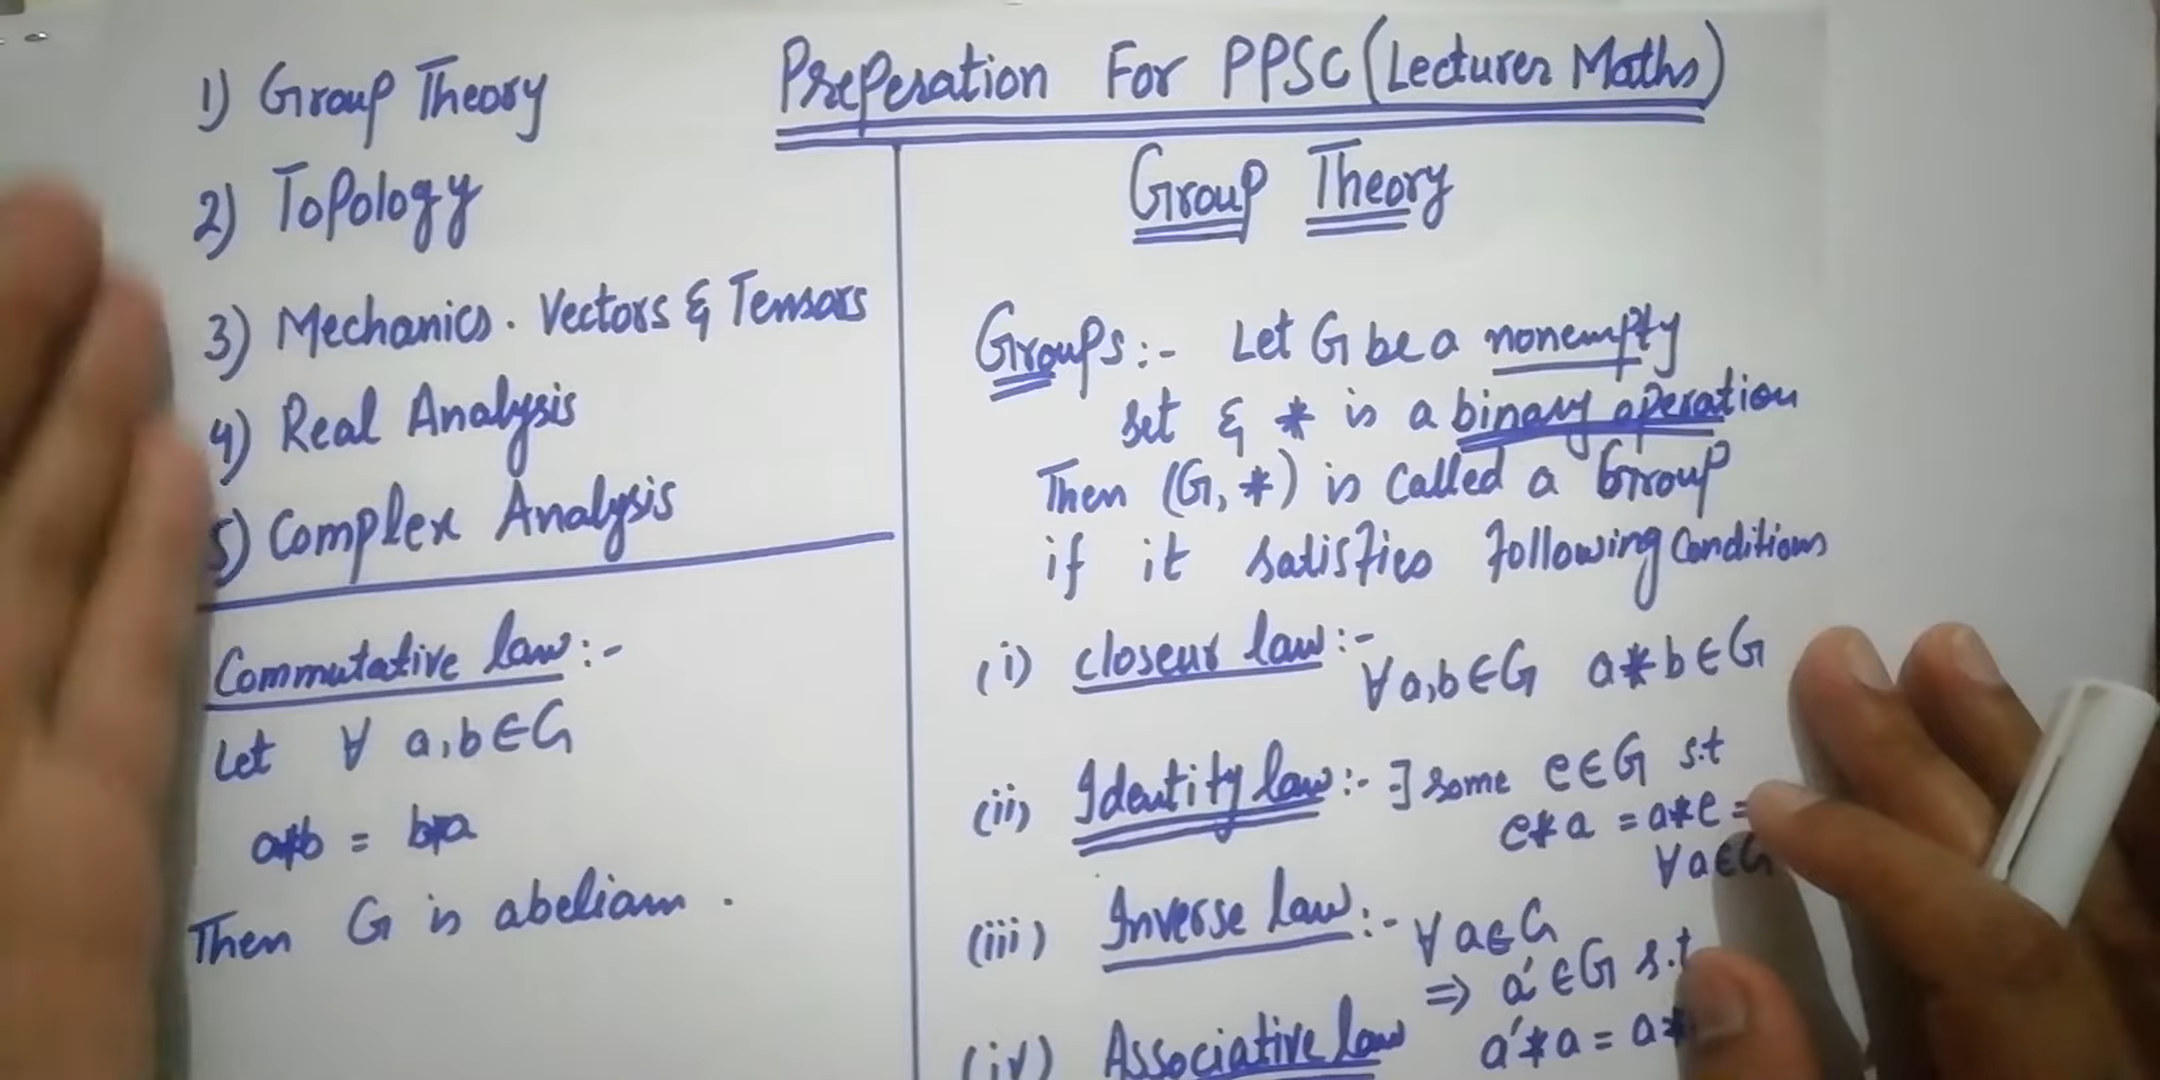 Preperation For PPSC (Lecturer Maths)
1) Group Theory
2) Topology
3) Mechanics. Vectors & Tensors
4) Real Analysis
5) Complex Analysis
Commutative law:-
Let ∀ a,b∈G
a*b = b*a
Then G is abeliam.
Group Theory
Groups:- Let G be a nonempty
set & * is a binary operation
Then (G, *) is called a Group
if it satisfies following conditions
(i) closeur law:- ∀ a,b∈G a*b∈G
(ii) Identity law:- ∃ some e∈G s.t
e*a = a*e =
∀a∈G
(iii) Inverse law:- ∀ a∈G
⇒ a'∈G s.t
a'*a = a*
(iv) Associative law